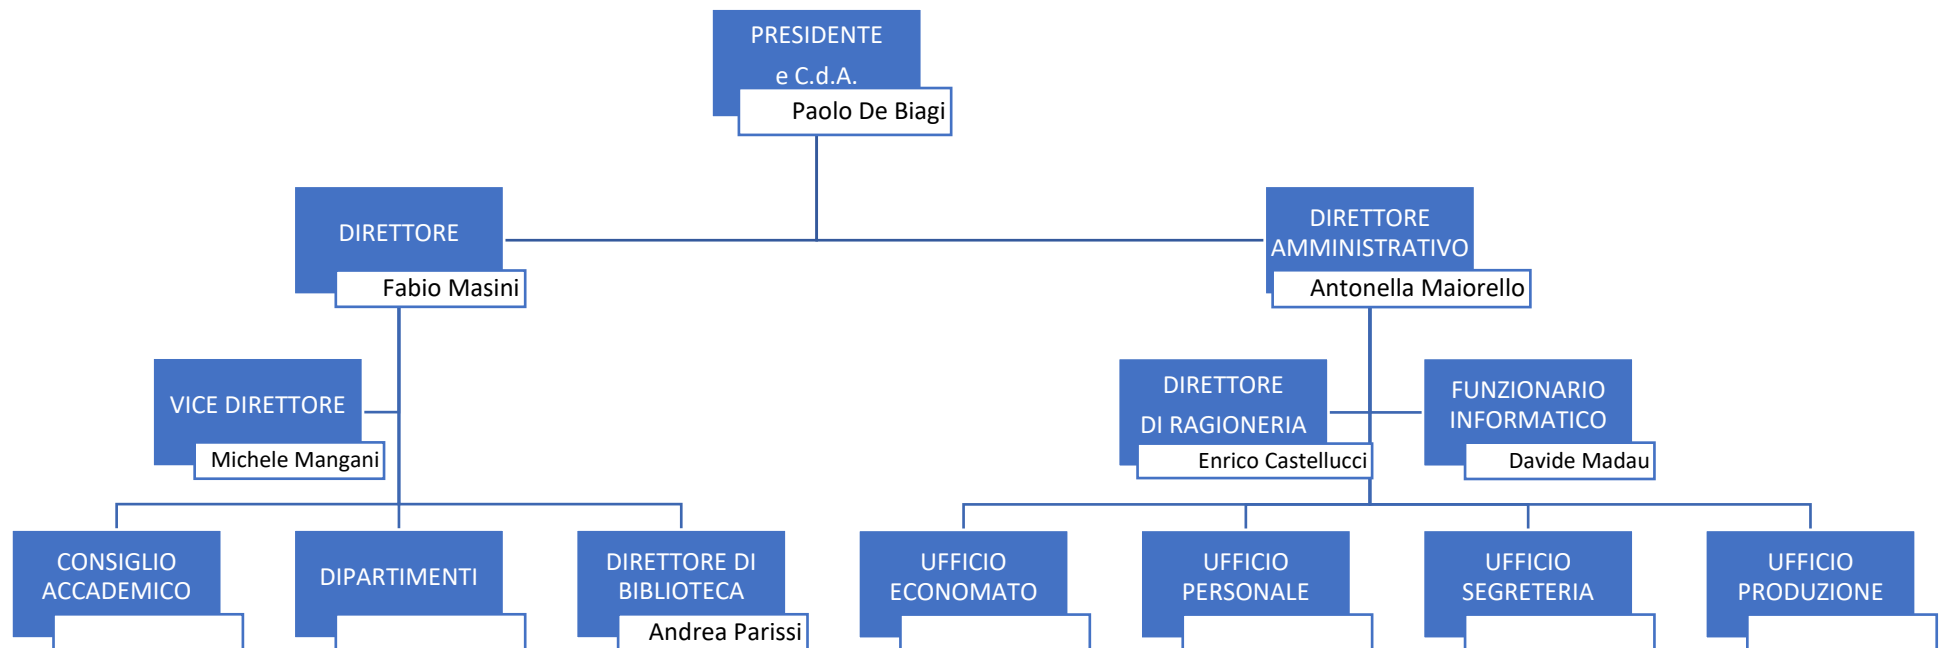 PRESIDENTE
e C.d.A.
Paolo De Biagi
DIRETTORE
Fabio Masini
DIRETTORE
AMMINISTRATIVO
Antonella Maiorello
VICE DIRETTORE
Michele Mangani
DIRETTORE
DI RAGIONERIA
Enrico Castellucci
FUNZIONARIO
INFORMATICO
Davide Madau
CONSIGLIO
ACCADEMICO
DIPARTIMENTI
DIRETTORE DI
BIBLIOTECA
Andrea Parissi
UFFICIO
ECONOMATO
UFFICIO
PERSONALE
UFFICIO
SEGRETERIA
UFFICIO
PRODUZIONE